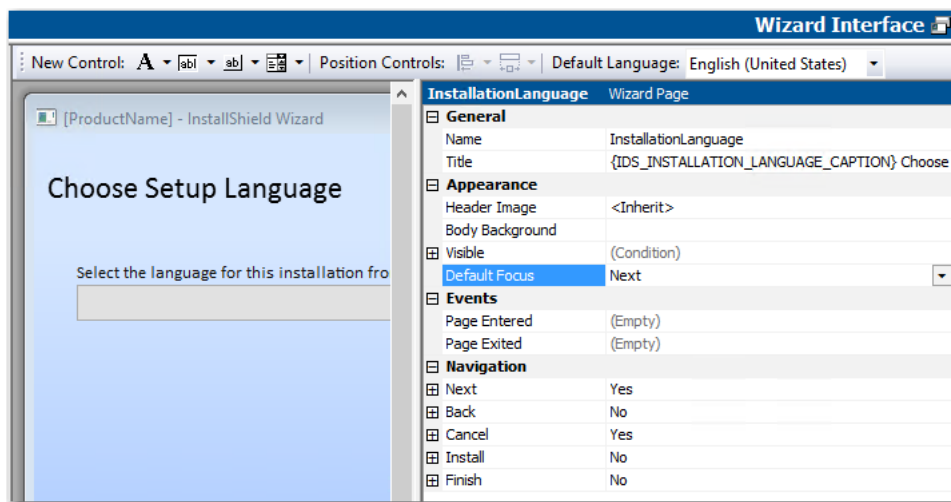 Wizard Interface
New Control: A abl ab Position Controls: Default Language: English (United States)
[ProductName] - InstallShield Wizard
Choose Setup Language
Select the language for this installation fro
InstallationLanguage Wizard Page
General
Name InstallationLanguage
Title {IDS_INSTALLATION_LANGUAGE_CAPTION} Choose
Appearance
Header Image <Inherit>
Body Background
Visible (Condition)
Default Focus Next
Events
Page Entered (Empty)
Page Exited (Empty)
Navigation
Next Yes
Back No
Cancel Yes
Install No
Finish No